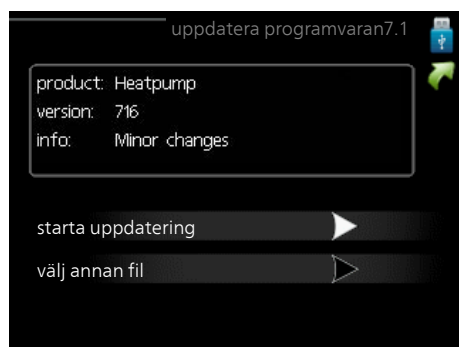 uppdatera programvaran7.1
product: Heatpump
version: 716
info: Minor changes
starta uppdatering
välj annan fil